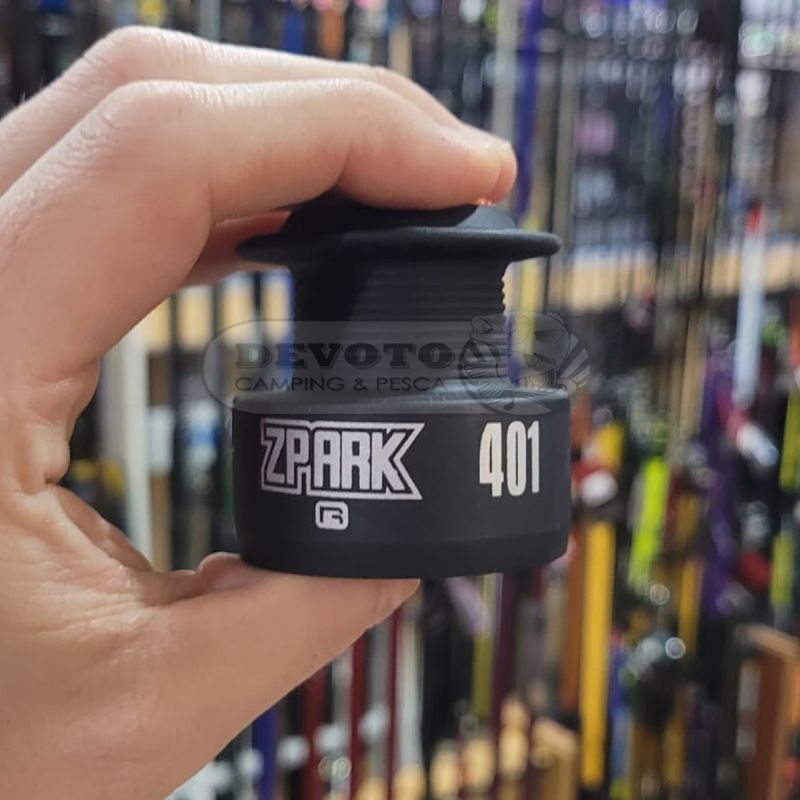 DEVOTO
CAMPING & PESCA
ZPARK 401
R